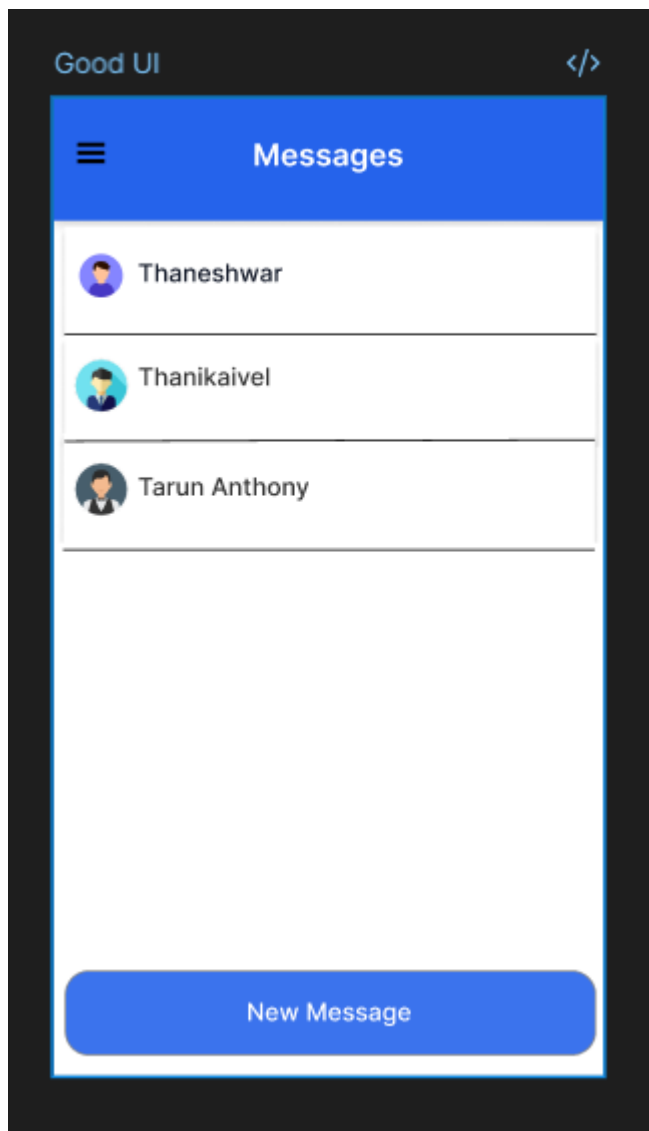 Good UI </>
Messages
Thaneshwar
Thanikaivel
Tarun Anthony
New Message